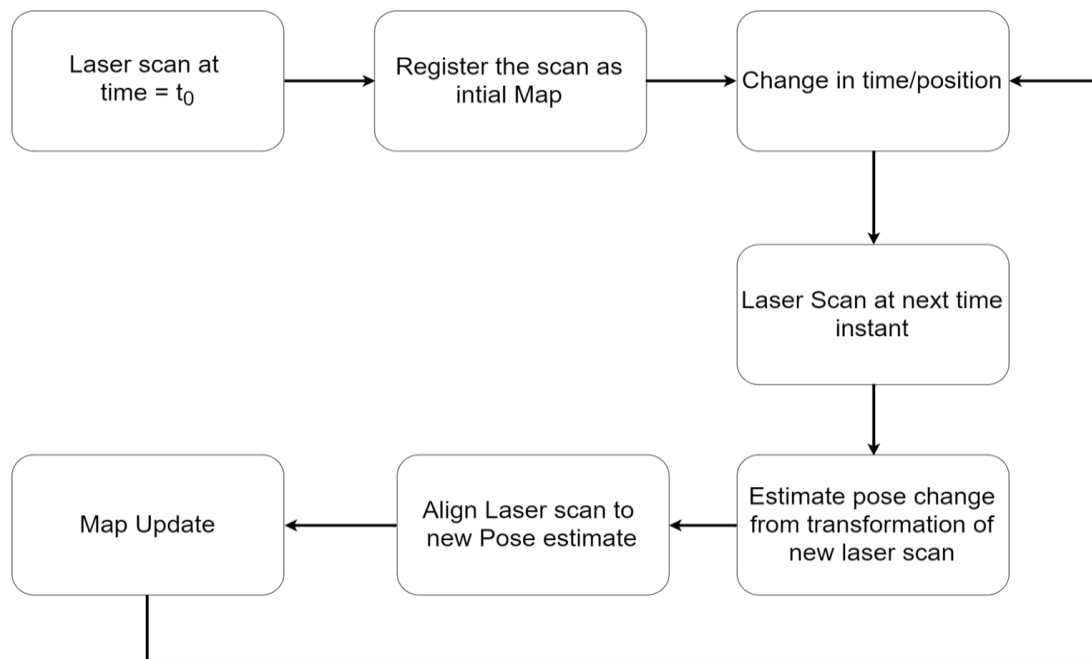 Laser scan at
time = t₀
Register the scan as
intial Map
Change in time/position
Laser Scan at next time
instant
Estimate pose change
from transformation of
new laser scan
Align Laser scan to
new Pose estimate
Map Update